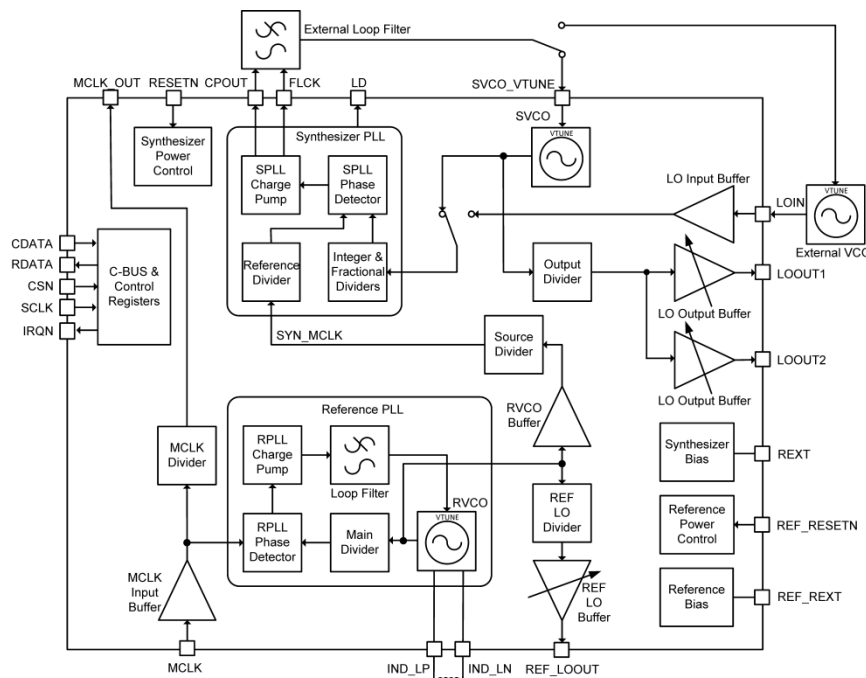 External Loop Filter
MCLK_OUT
RESETN
CPOUT
FLCK
LD
SVCO_VTUNE
Synthesizer
Power
Control
Synthesizer PLL
SPLL
Charge
Pump
SPLL
Phase
Detector
SVCO
VTUNE
LO Input Buffer
LOIN
VTUNE
External VCO
CDATA
RDATA
CSN
SCLK
IRQN
C-BUS &
Control
Registers
Reference
Divider
Integer &
Fractional
Dividers
Output
Divider
LOOUT1
LO Output Buffer
SYN_MCLK
Source
Divider
LOOUT2
LO Output Buffer
Reference PLL
RVCO
Buffer
MCLK
Divider
RPLL
Charge
Pump
Loop Filter
RVCO
VTUNE
Synthesizer
Bias
REXT
RPLL
Phase
Detector
Main
Divider
REF
LO
Divider
Reference
Power
Control
REF_RESETN
MCLK
Input
Buffer
REF
LO
Buffer
Reference
Bias
REF_REXT
MCLK
IND_LP
IND_LN
REF_LOOUT